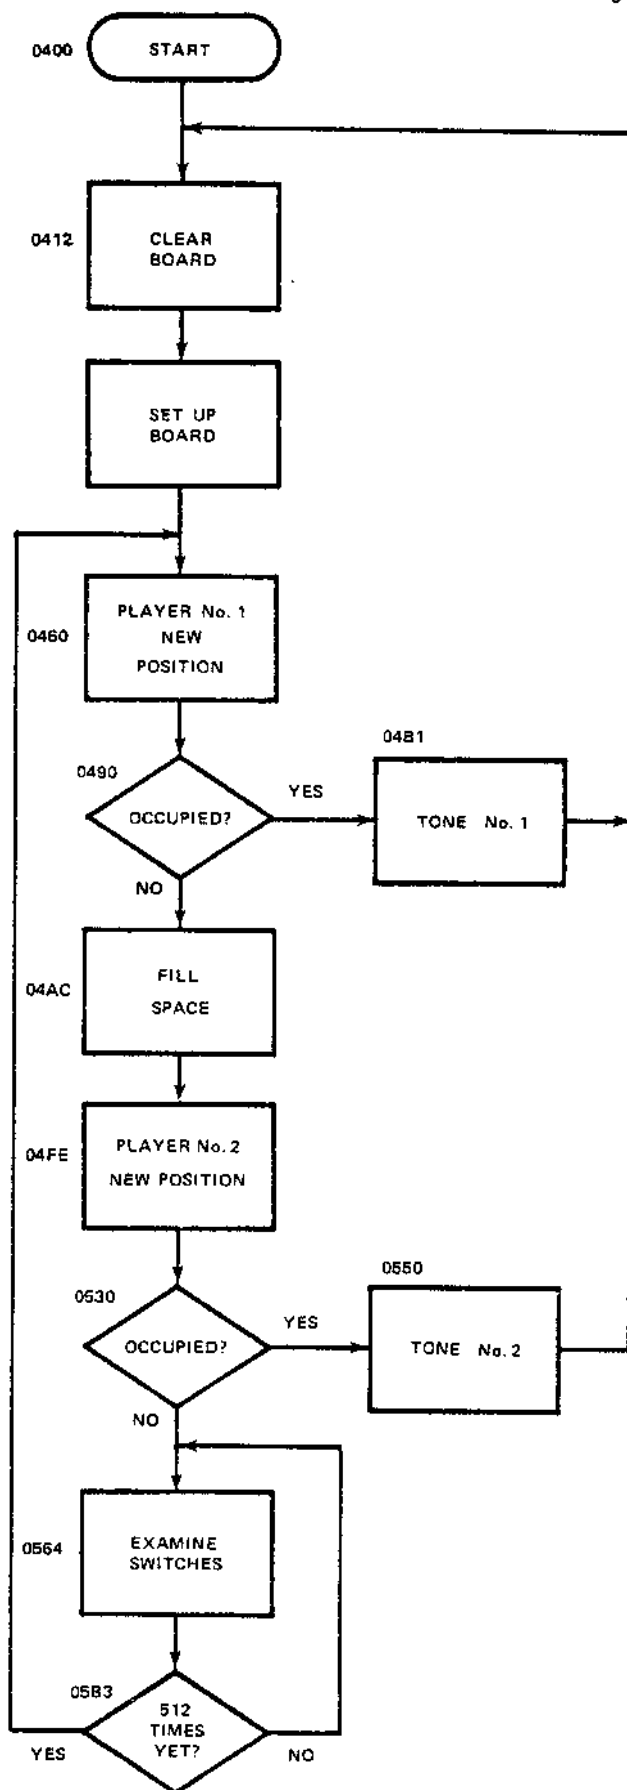 0400
START
0412
CLEAR
BOARD
SET UP
BOARD
0460
PLAYER No. 1
NEW
POSITION
0490
OCCUPIED?
YES
04B1
TONE No. 1
NO
04AC
FILL
SPACE
04FE
PLAYER No. 2
NEW POSITION
0530
OCCUPIED?
YES
0550
TONE No. 2
NO
0564
EXAMINE
SWITCHES
05B3
512
TIMES
YET?
YES
NO